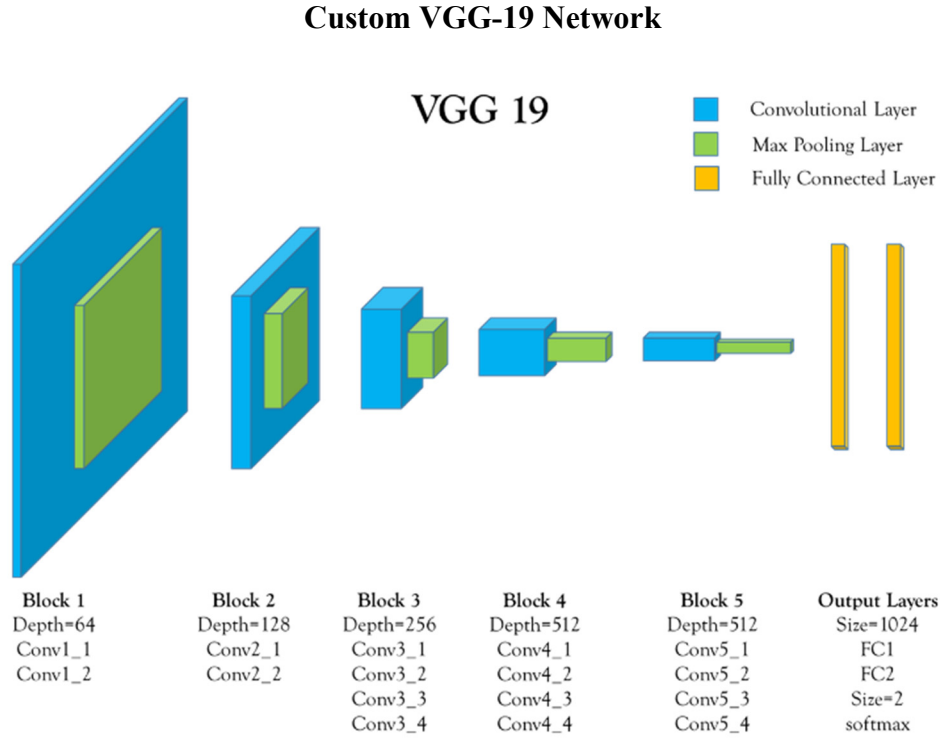 Custom VGG-19 Network
VGG 19
Convolutional Layer
Max Pooling Layer
Fully Connected Layer
Block 1
Depth=64
Conv1_1
Conv1_2
Block 2
Depth=128
Conv2_1
Conv2_2
Block 3
Depth=256
Conv3_1
Conv3_2
Conv3_3
Conv3_4
Block 4
Depth=512
Conv4_1
Conv4_2
Conv4_3
Conv4_4
Block 5
Depth=512
Conv5_1
Conv5_2
Conv5_3
Conv5_4
Output Layers
Size=1024
FC1
FC2
Size=2
softmax